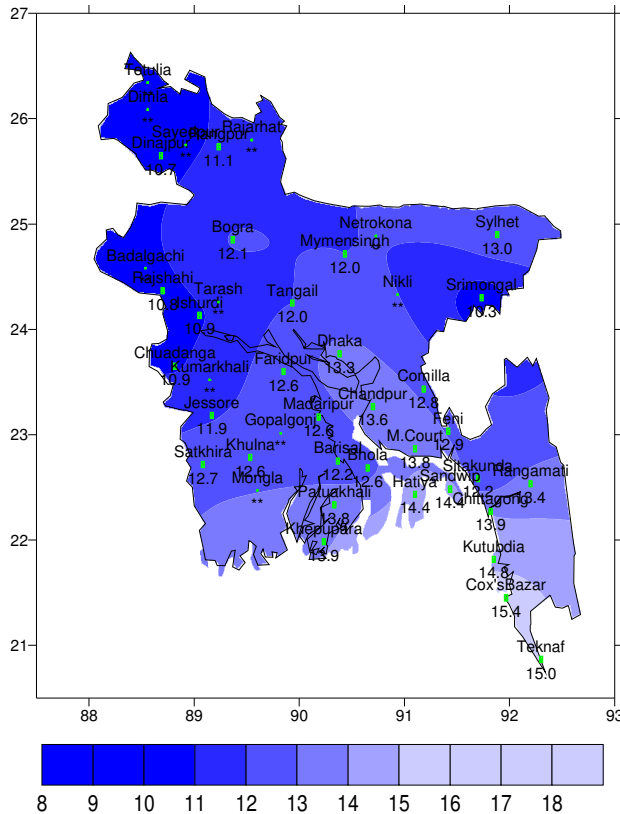 27
Tetulia
**
26
Dimla
**
Sayedpur
**
Rangpur
11.1
Rajarhat
**
Dinajpur
10.7
25
Bogra
12.1
Netrokona
Mymensingh
12.0
Sylhet
13.0
Badalgachi
Rajshahi
10.8
Tarash
**
Ishurdi
10.9
Tangail
12.0
Nikli
**
Srimongal
10.3
24
Dhaka
13.3
Chuadanga
10.9
Kumarkhali
**
Faridpur
12.6
Comilla
12.8
Jessore
11.9
Madaripur
12.6
Chandpur
13.6
Gopalgonj
**
Feni
12.9
23
Satkhira
12.7
Khulna
12.6
Barisal
12.2
Bhola
12.6
M.Court
13.8
Mongla
**
Patuakhali
13.8
Hatiya
14.4
Sandwip
14.4
Sitakunda
Rangamati
13.4
Chittagong
13.9
22
Khepupara
13.9
Kutubdia
14.8
Cox'sBazar
15.4
21
Teknaf
15.0
88 89 90 91 92 93
8 9 10 11 12 13 14 15 16 17 18